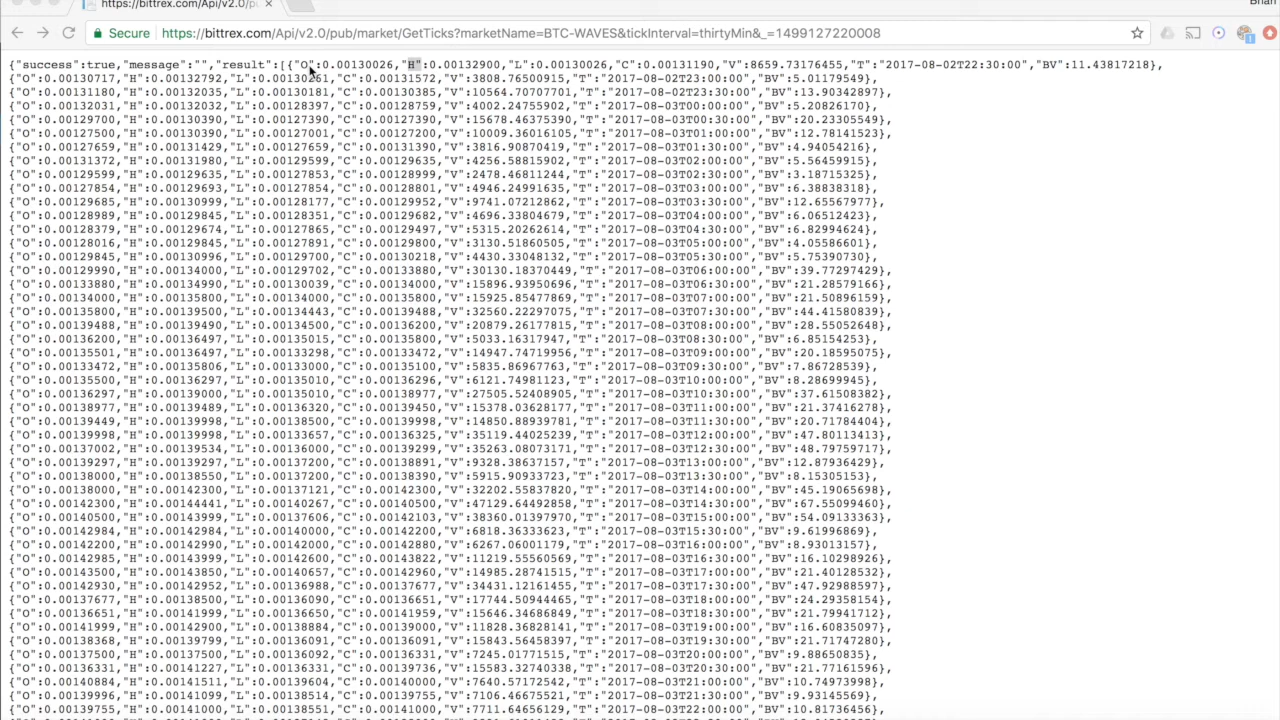 https://bittrex.com/Api/v2.0/pu
Brian
Secure https://bittrex.com/Api/v2.0/pub/market/GetTicks?marketName=BTC-WAVES&tickInterval=thirtyMin&_=1499127220008
{"success":true,"message":"","result":[{"O":0.00130026,"H":0.00132900,"L":0.00130026,"C":0.00131190,"V":8659.73176455,"T":"2017-08-02T22:30:00","BV":11.43817218},
{"O":0.00130717,"H":0.00132792,"L":0.00130261,"C":0.00131572,"V":3808.76500915,"T":"2017-08-02T23:00:00","BV":5.01179549},
{"O":0.00131180,"H":0.00132035,"L":0.00130181,"C":0.00130385,"V":10564.70707701,"T":"2017-08-02T23:30:00","BV":13.90342897},
{"O":0.00132031,"H":0.00132032,"L":0.00128397,"C":0.00128759,"V":4002.24755902,"T":"2017-08-03T00:00:00","BV":5.20826170},
{"O":0.00129700,"H":0.00130390,"L":0.00127390,"C":0.00127390,"V":15678.46375390,"T":"2017-08-03T00:30:00","BV":20.23305549},
{"O":0.00127500,"H":0.00130390,"L":0.00127001,"C":0.00127200,"V":10009.36016105,"T":"2017-08-03T01:00:00","BV":12.78141523},
{"O":0.00127659,"H":0.00131429,"L":0.00127659,"C":0.00131390,"V":3816.90870419,"T":"2017-08-03T01:30:00","BV":4.94054216},
{"O":0.00131372,"H":0.00131980,"L":0.00129599,"C":0.00129635,"V":4256.58815902,"T":"2017-08-03T02:00:00","BV":5.56459915},
{"O":0.00129599,"H":0.00129635,"L":0.00127853,"C":0.00128999,"V":2478.46811244,"T":"2017-08-03T02:30:00","BV":3.18715325},
{"O":0.00127854,"H":0.00129693,"L":0.00127854,"C":0.00128801,"V":4946.24991635,"T":"2017-08-03T03:00:00","BV":6.38838318},
{"O":0.00129685,"H":0.00130999,"L":0.00128177,"C":0.00129952,"V":9741.07212862,"T":"2017-08-03T03:30:00","BV":12.65567977},
{"O":0.00128989,"H":0.00129845,"L":0.00128351,"C":0.00129682,"V":4696.33804679,"T":"2017-08-03T04:00:00","BV":6.06512423},
{"O":0.00128379,"H":0.00129674,"L":0.00127865,"C":0.00129497,"V":5315.20262614,"T":"2017-08-03T04:30:00","BV":6.82994624},
{"O":0.00128016,"H":0.00129845,"L":0.00127891,"C":0.00129800,"V":3130.51860505,"T":"2017-08-03T05:00:00","BV":4.05586601},
{"O":0.00129845,"H":0.00130996,"L":0.00129700,"C":0.00130218,"V":4430.33048132,"T":"2017-08-03T05:30:00","BV":5.75390730},
{"O":0.00129990,"H":0.00134000,"L":0.00129702,"C":0.00133880,"V":30130.18370449,"T":"2017-08-03T06:00:00","BV":39.77297429},
{"O":0.00133880,"H":0.00134990,"L":0.00130039,"C":0.00134000,"V":15896.93950696,"T":"2017-08-03T06:30:00","BV":21.28579166},
{"O":0.00134000,"H":0.00135800,"L":0.00134000,"C":0.00135800,"V":15925.85477869,"T":"2017-08-03T07:00:00","BV":21.50896159},
{"O":0.00135800,"H":0.00139500,"L":0.00134443,"C":0.00139488,"V":32560.22297075,"T":"2017-08-03T07:30:00","BV":44.41580839},
{"O":0.00139488,"H":0.00139490,"L":0.00134500,"C":0.00136200,"V":20879.26177815,"T":"2017-08-03T08:00:00","BV":28.55052648},
{"O":0.00136200,"H":0.00136497,"L":0.00135015,"C":0.00135800,"V":5033.16317947,"T":"2017-08-03T08:30:00","BV":6.85154253},
{"O":0.00135501,"H":0.00136497,"L":0.00133298,"C":0.00133472,"V":14947.74719956,"T":"2017-08-03T09:00:00","BV":20.18595075},
{"O":0.00133472,"H":0.00135806,"L":0.00133000,"C":0.00135100,"V":5835.86967763,"T":"2017-08-03T09:30:00","BV":7.86728539},
{"O":0.00135500,"H":0.00136297,"L":0.00135010,"C":0.00136296,"V":6121.74981123,"T":"2017-08-03T10:00:00","BV":8.28699945},
{"O":0.00136297,"H":0.00139000,"L":0.00135010,"C":0.00138977,"V":27505.52408905,"T":"2017-08-03T10:30:00","BV":37.61508382},
{"O":0.00138977,"H":0.00139489,"L":0.00136320,"C":0.00139450,"V":15378.03628177,"T":"2017-08-03T11:00:00","BV":21.37416278},
{"O":0.00139449,"H":0.00139998,"L":0.00138500,"C":0.00139998,"V":14850.88939781,"T":"2017-08-03T11:30:00","BV":20.71784404},
{"O":0.00139998,"H":0.00139998,"L":0.00133657,"C":0.00136325,"V":35119.44025239,"T":"2017-08-03T12:00:00","BV":47.80113413},
{"O":0.00137002,"H":0.00139534,"L":0.00136000,"C":0.00139299,"V":35263.08073171,"T":"2017-08-03T12:30:00","BV":48.79759717},
{"O":0.00139297,"H":0.00139297,"L":0.00137200,"C":0.00138891,"V":9328.38637157,"T":"2017-08-03T13:00:00","BV":12.87936429},
{"O":0.00138000,"H":0.00138550,"L":0.00137200,"C":0.00138000,"V":5915.90933723,"T":"2017-08-03T13:30:00","BV":8.15305153},
{"O":0.00138000,"H":0.00142300,"L":0.00137121,"C":0.00142300,"V":32202.55837820,"T":"2017-08-03T14:00:00","BV":45.19065698},
{"O":0.00142300,"H":0.00144441,"L":0.00140267,"C":0.00140500,"V":47129.64492858,"T":"2017-08-03T14:30:00","BV":67.55099460},
{"O":0.00140500,"H":0.00143999,"L":0.00137606,"C":0.00142103,"V":38360.01397970,"T":"2017-08-03T15:00:00","BV":54.09133363},
{"O":0.00142984,"H":0.00142984,"L":0.00140000,"C":0.00142200,"V":6818.36333623,"T":"2017-08-03T15:30:00","BV":9.61996869},
{"O":0.00142200,"H":0.00142990,"L":0.00142000,"C":0.00142880,"V":6267.06001179,"T":"2017-08-03T16:00:00","BV":8.93013157},
{"O":0.00142985,"H":0.00143999,"L":0.00142600,"C":0.00143822,"V":11219.55560569,"T":"2017-08-03T16:30:00","BV":16.10298926},
{"O":0.00143500,"H":0.00143850,"L":0.00140657,"C":0.00142960,"V":14985.28741515,"T":"2017-08-03T17:00:00","BV":21.40128532},
{"O":0.00142930,"H":0.00142952,"L":0.00136988,"C":0.00137677,"V":34431.12161455,"T":"2017-08-03T17:30:00","BV":47.92988597},
{"O":0.00137677,"H":0.00138500,"L":0.00136090,"C":0.00136651,"V":17744.50944465,"T":"2017-08-03T18:00:00","BV":24.29358154},
{"O":0.00136651,"H":0.00141999,"L":0.00136650,"C":0.00141959,"V":15646.34686849,"T":"2017-08-03T18:30:00","BV":21.79941712},
{"O":0.00141999,"H":0.00142900,"L":0.00138884,"C":0.00139000,"V":11828.36828141,"T":"2017-08-03T19:00:00","BV":16.60835097},
{"O":0.00138368,"H":0.00139799,"L":0.00136091,"C":0.00136091,"V":15843.56458397,"T":"2017-08-03T19:30:00","BV":21.71747280},
{"O":0.00137500,"H":0.00137500,"L":0.00136092,"C":0.00136331,"V":7245.01771515,"T":"2017-08-03T20:00:00","BV":9.88650835},
{"O":0.00136331,"H":0.00141227,"L":0.00136331,"C":0.00139736,"V":15583.32740338,"T":"2017-08-03T20:30:00","BV":21.77161596},
{"O":0.00140884,"H":0.00141511,"L":0.00139604,"C":0.00140000,"V":7640.57172542,"T":"2017-08-03T21:00:00","BV":10.74973998},
{"O":0.00139996,"H":0.00141099,"L":0.00138514,"C":0.00139755,"V":7106.46675521,"T":"2017-08-03T21:30:00","BV":9.93145569},
{"O":0.00139755,"H":0.00141000,"L":0.00138551,"C":0.00141000,"V":7711.64656129,"T":"2017-08-03T22:00:00","BV":10.81736456},